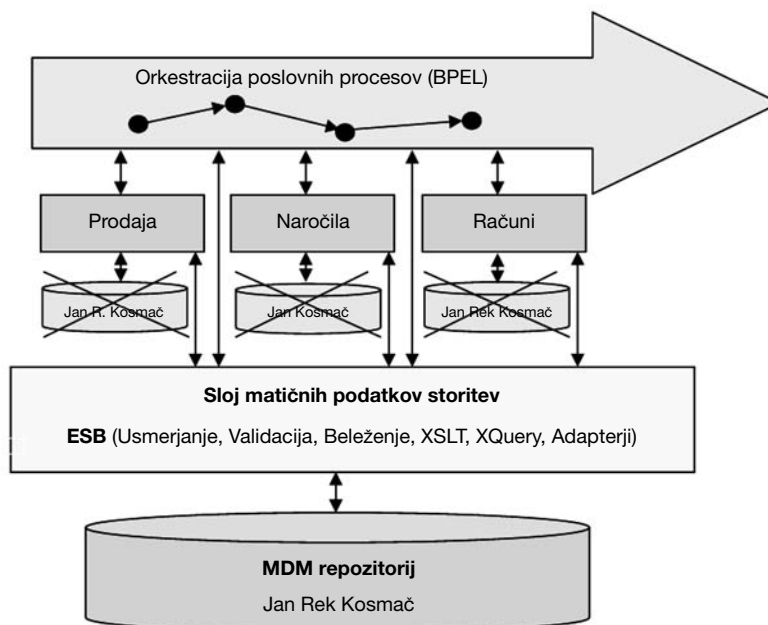 Orkestracija poslovnih procesov (BPEL)
Prodaja
Naročila
Računi
Jan R. Kosmač
Jan Kosmač
Jan Rek Kosmač
Sloj matičnih podatkov storitev
ESB (Usmerjanje, Validacija, Beleženje, XSLT, XQuery, Adapterji)
MDM repozitorij
Jan Rek Kosmač